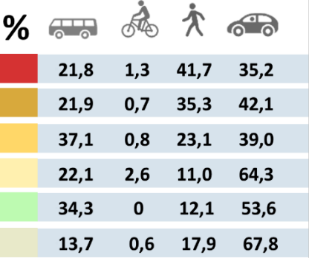 %
21,8 1,3 41,7 35,2
21,9 0,7 35,3 42,1
37,1 0,8 23,1 39,0
22,1 2,6 11,0 64,3
34,3 0 12,1 53,6
13,7 0,6 17,9 67,8